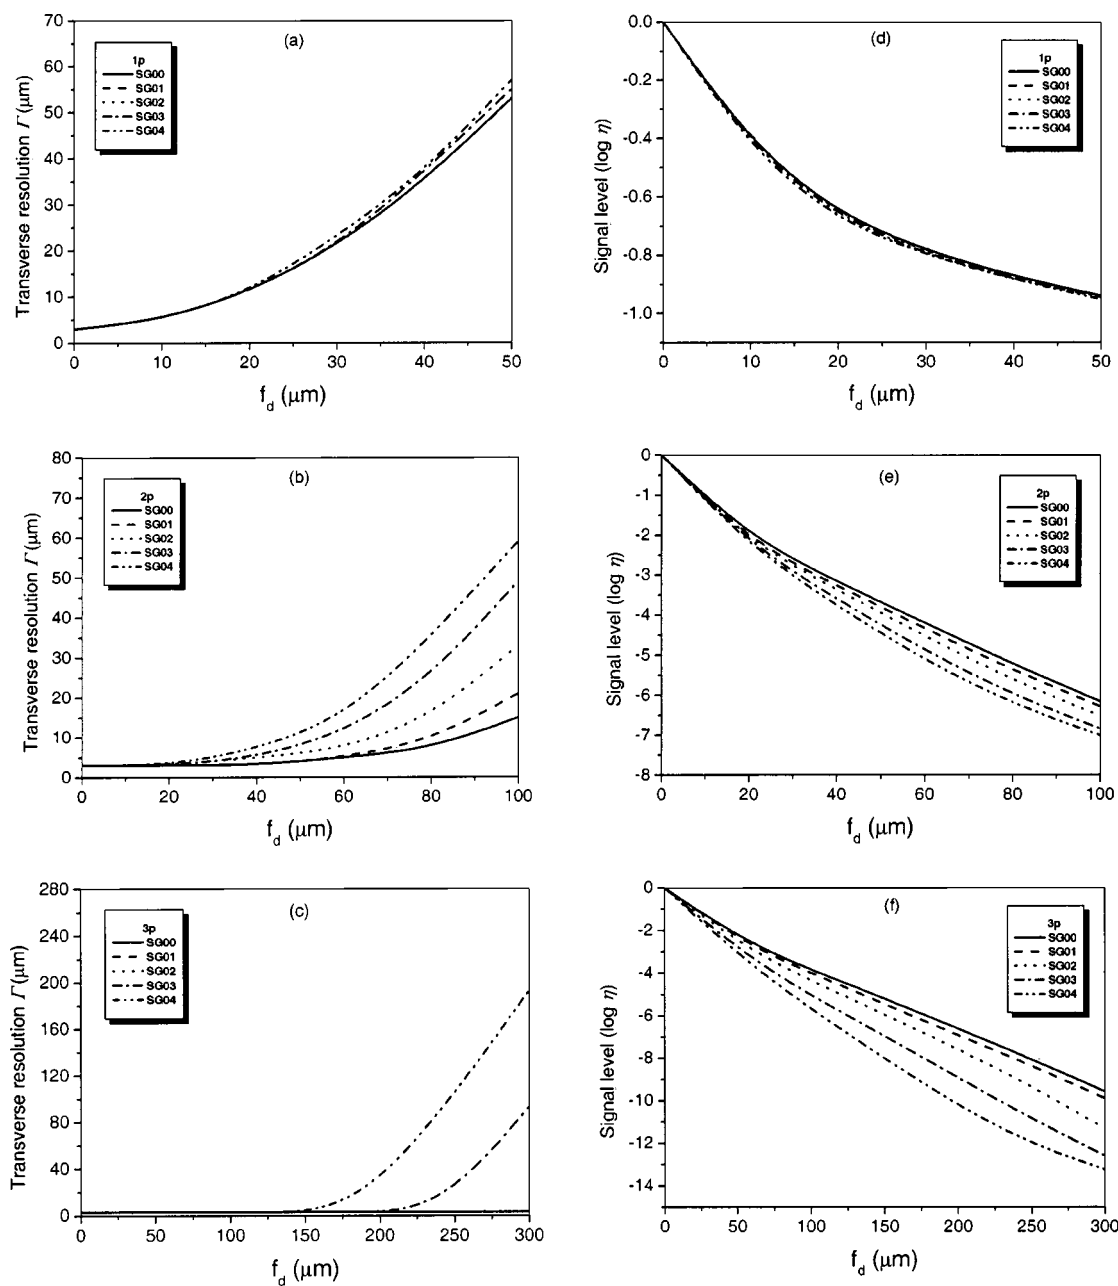 (a)
1p
SG00
SG01
SG02
SG03
SG04
Transverse resolution Γ(μm)
70
60
50
40
30
20
10
0
0 10 20 30 40 50
f_d (μm)
(d)
1p
SG00
SG01
SG02
SG03
SG04
Signal level (log η)
0.0
-0.2
-0.4
-0.6
-0.8
-1.0
0 10 20 30 40 50
f_d (μm)
(b)
2p
SG00
SG01
SG02
SG03
SG04
Transverse resolution Γ(μm)
80
70
60
50
40
30
20
10
0
0 20 40 60 80 100
f_d (μm)
(e)
2p
SG00
SG01
SG02
SG03
SG04
Signal level (log η)
0
-1
-2
-3
-4
-5
-6
-7
-8
0 20 40 60 80 100
f_d (μm)
(c)
3p
SG00
SG01
SG02
SG03
SG04
Transverse resolution Γ(μm)
280
240
200
160
120
80
40
0
0 50 100 150 200 250 300
f_d (μm)
(f)
3p
SG00
SG01
SG02
SG03
SG04
Signal level (log η)
0
-2
-4
-6
-8
-10
-12
-14
0 50 100 150 200 250 300
f_d (μm)